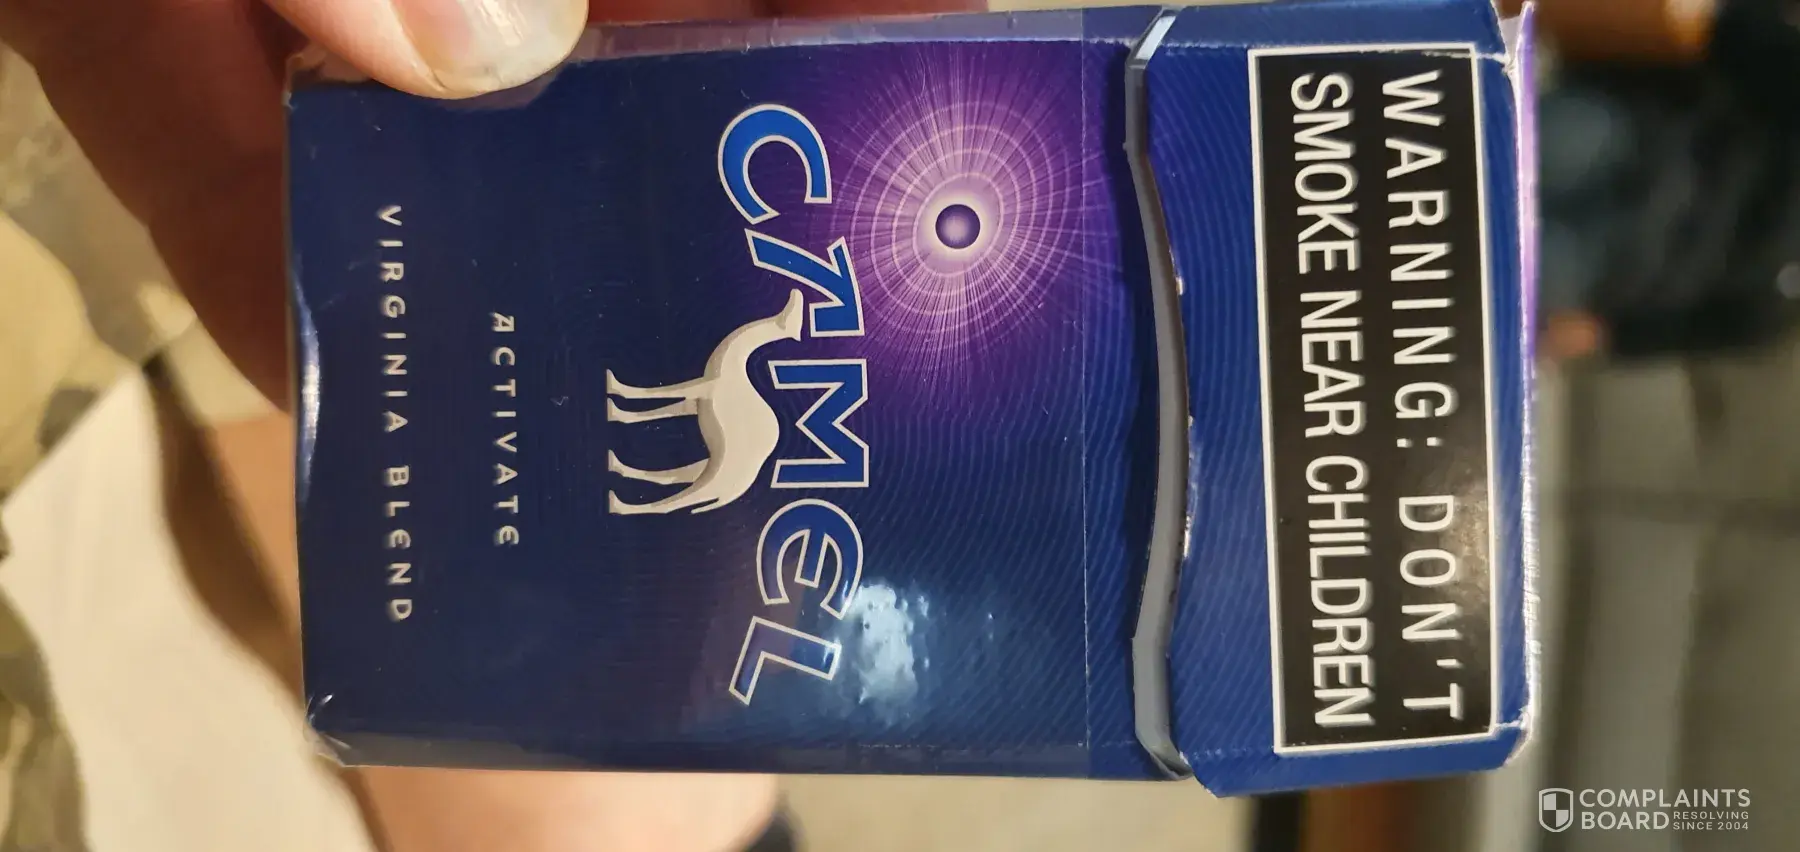 WARNING: DON'T
SMOKE NEAR CHILDREN
CAMEL
ACTIVATE
VIRGINIA BLEND
COMPLAINTS
BOARD RESOLVING
SINCE 2004